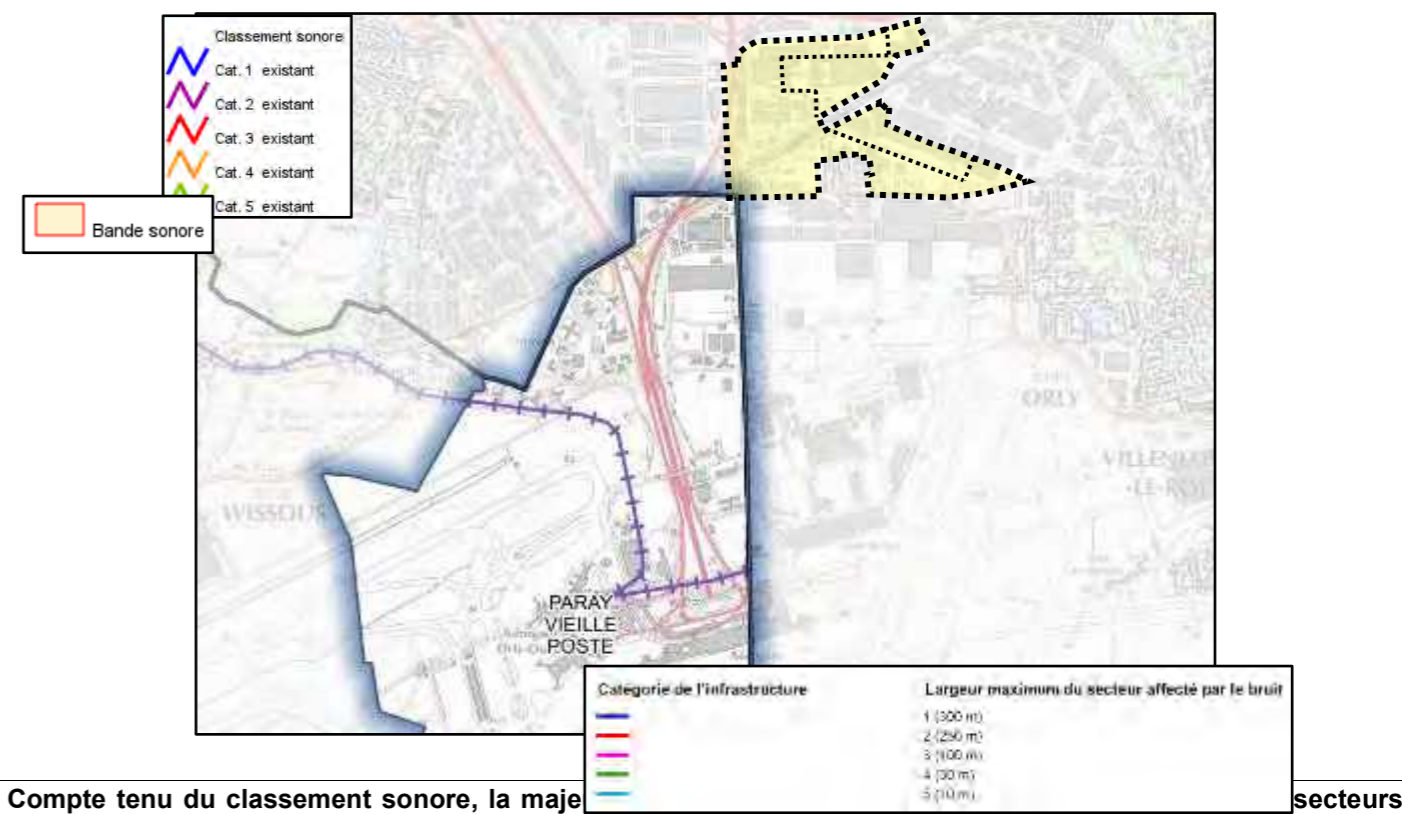 Classement sonore
Cat. 1 existant
Cat. 2 existant
Cat. 3 existant
Cat. 4 existant
Cat. 5 existant
Bande sonore
ORLY
WISSOUS
PARAY
VIEILLE
POSTE
Catégorie de l'infrastructure
Largeur maximum du secteur affecté par le bruit
1 (300 m)
2 (250 m)
3 (100 m)
4 (30 m)
5 (10 m)
Compte tenu du classement sonore, la maje
secteurs